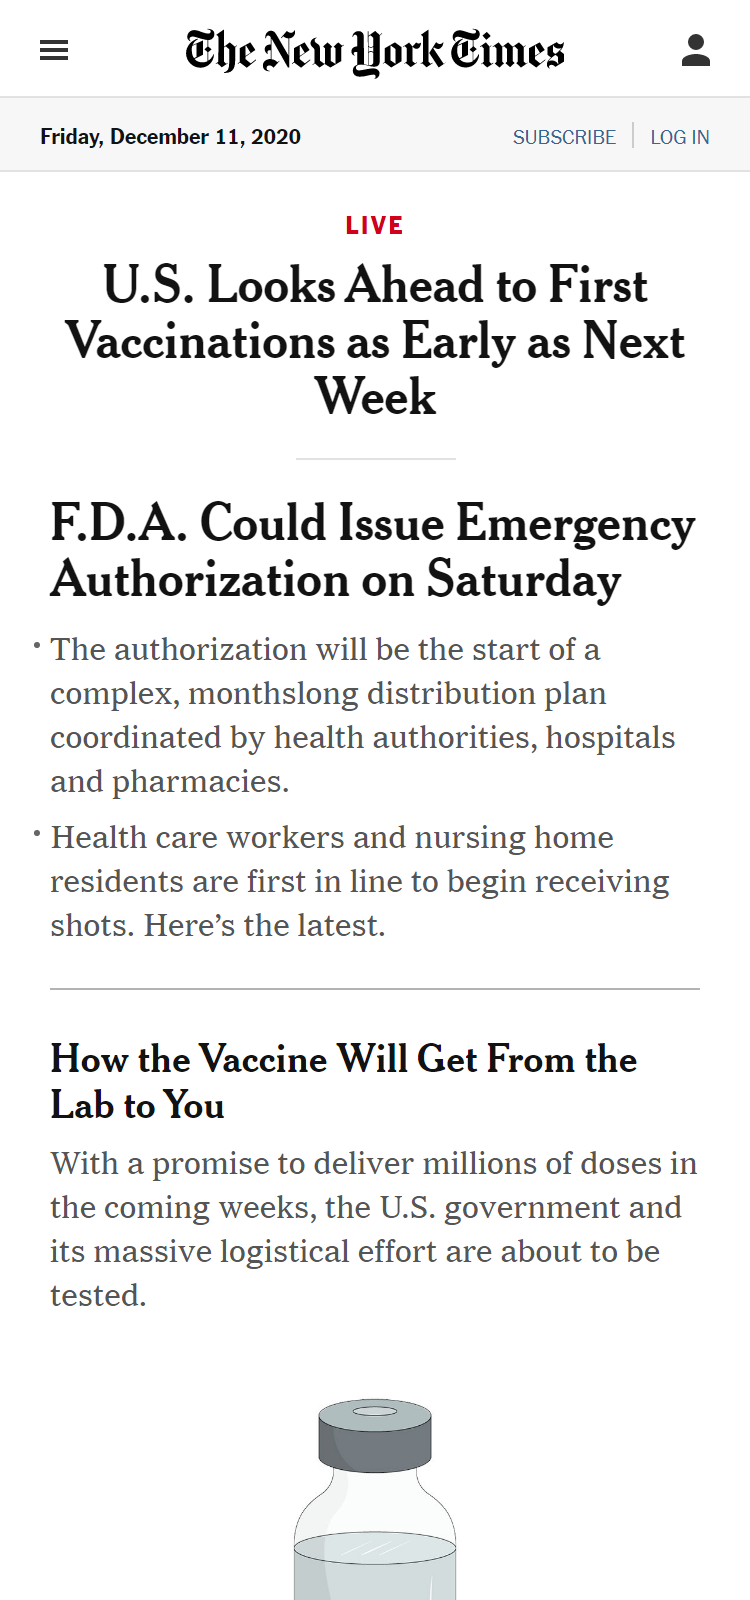 The New York Times
Friday, December 11, 2020
SUBSCRIBE
LOG IN
LIVE
U.S. Looks Ahead to First
Vaccinations as Early as Next
Week
F.D.A. Could Issue Emergency
Authorization on Saturday
• The authorization will be the start of a
complex, monthslong distribution plan
coordinated by health authorities, hospitals
and pharmacies.
• Health care workers and nursing home
residents are first in line to begin receiving
shots. Here’s the latest.
How the Vaccine Will Get From the
Lab to You
With a promise to deliver millions of doses in
the coming weeks, the U.S. government and
its massive logistical effort are about to be
tested.